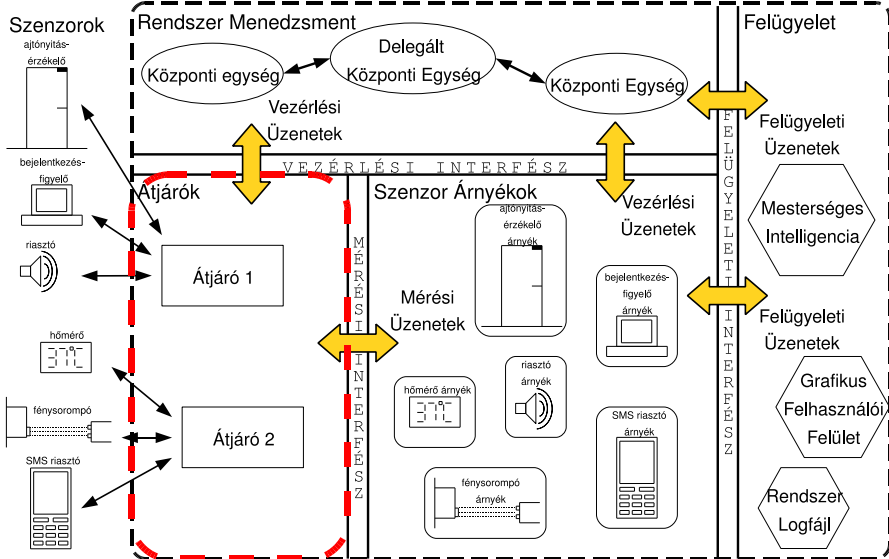 Szenzorok
ajtónyitás-
érzékelő
bejelentkezés-
figyelő
riasztó
hőmérő
37°C
fénysorompó
SMS riasztó
Rendszer Menedzsment
Központi egység
Delegált
Központi Egység
Központi Egység
Vezérlési
Üzenetek
VEZÉRLÉSI INTERFÉSZ
Átjárók
Átjáró 1
Átjáró 2
MÉRÉSI INTERFÉSZ
Mérési
Üzenetek
Szenzor Árnyékok
ajtónyitás-
érzékelő
árnyék
Vezérlési
Üzenetek
bejelentkezés-
figyelő
árnyék
riasztó
árnyék
hőmérő árnyék
37°C
SMS riasztó
árnyék
fénysorompó
árnyék
FELÜGYELETI INTERFÉSZ
Felügyelet
Felügyeleti
Üzenetek
Mesterséges
Intelligencia
Felügyeleti
Üzenetek
Grafikus
Felhasználói
Felület
Rendszer
Logfájl